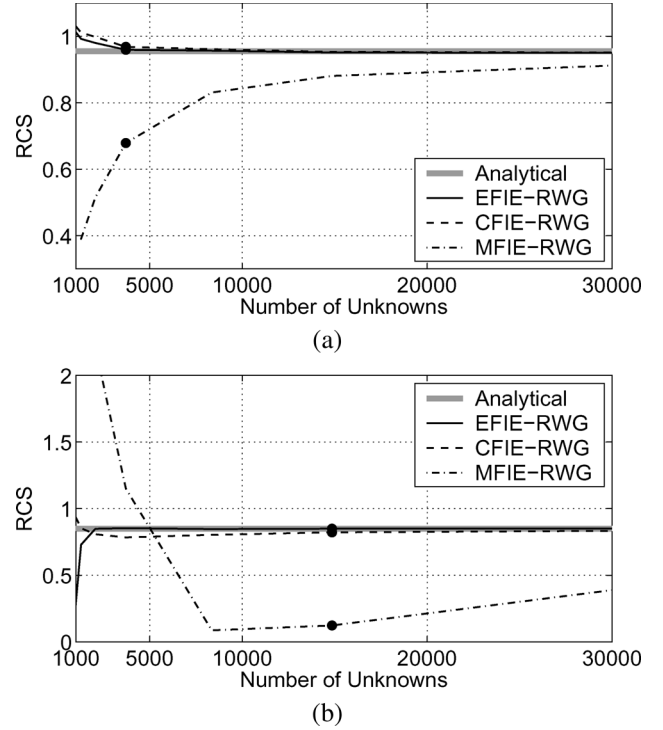 1
0.8
0.6
0.4
RCS
Analytical
EFIE−RWG
CFIE−RWG
MFIE−RWG
1000 5000 10000 20000 30000
Number of Unknowns
(a)
2
1.5
1
0.5
0
RCS
Analytical
EFIE−RWG
CFIE−RWG
MFIE−RWG
1000 5000 10000 20000 30000
Number of Unknowns
(b)